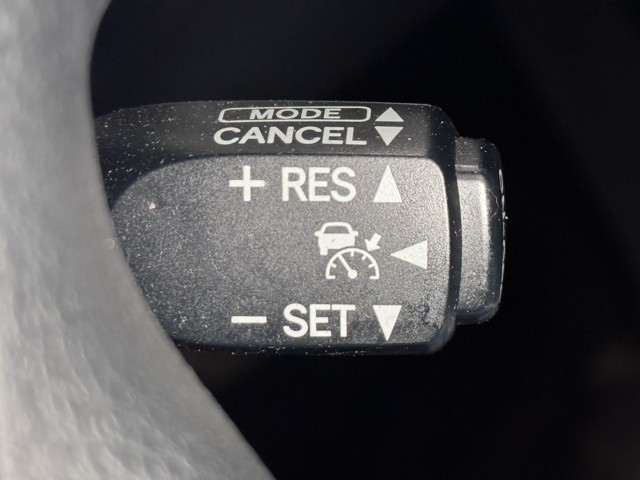 MODE
CANCEL
+ RES
- SET